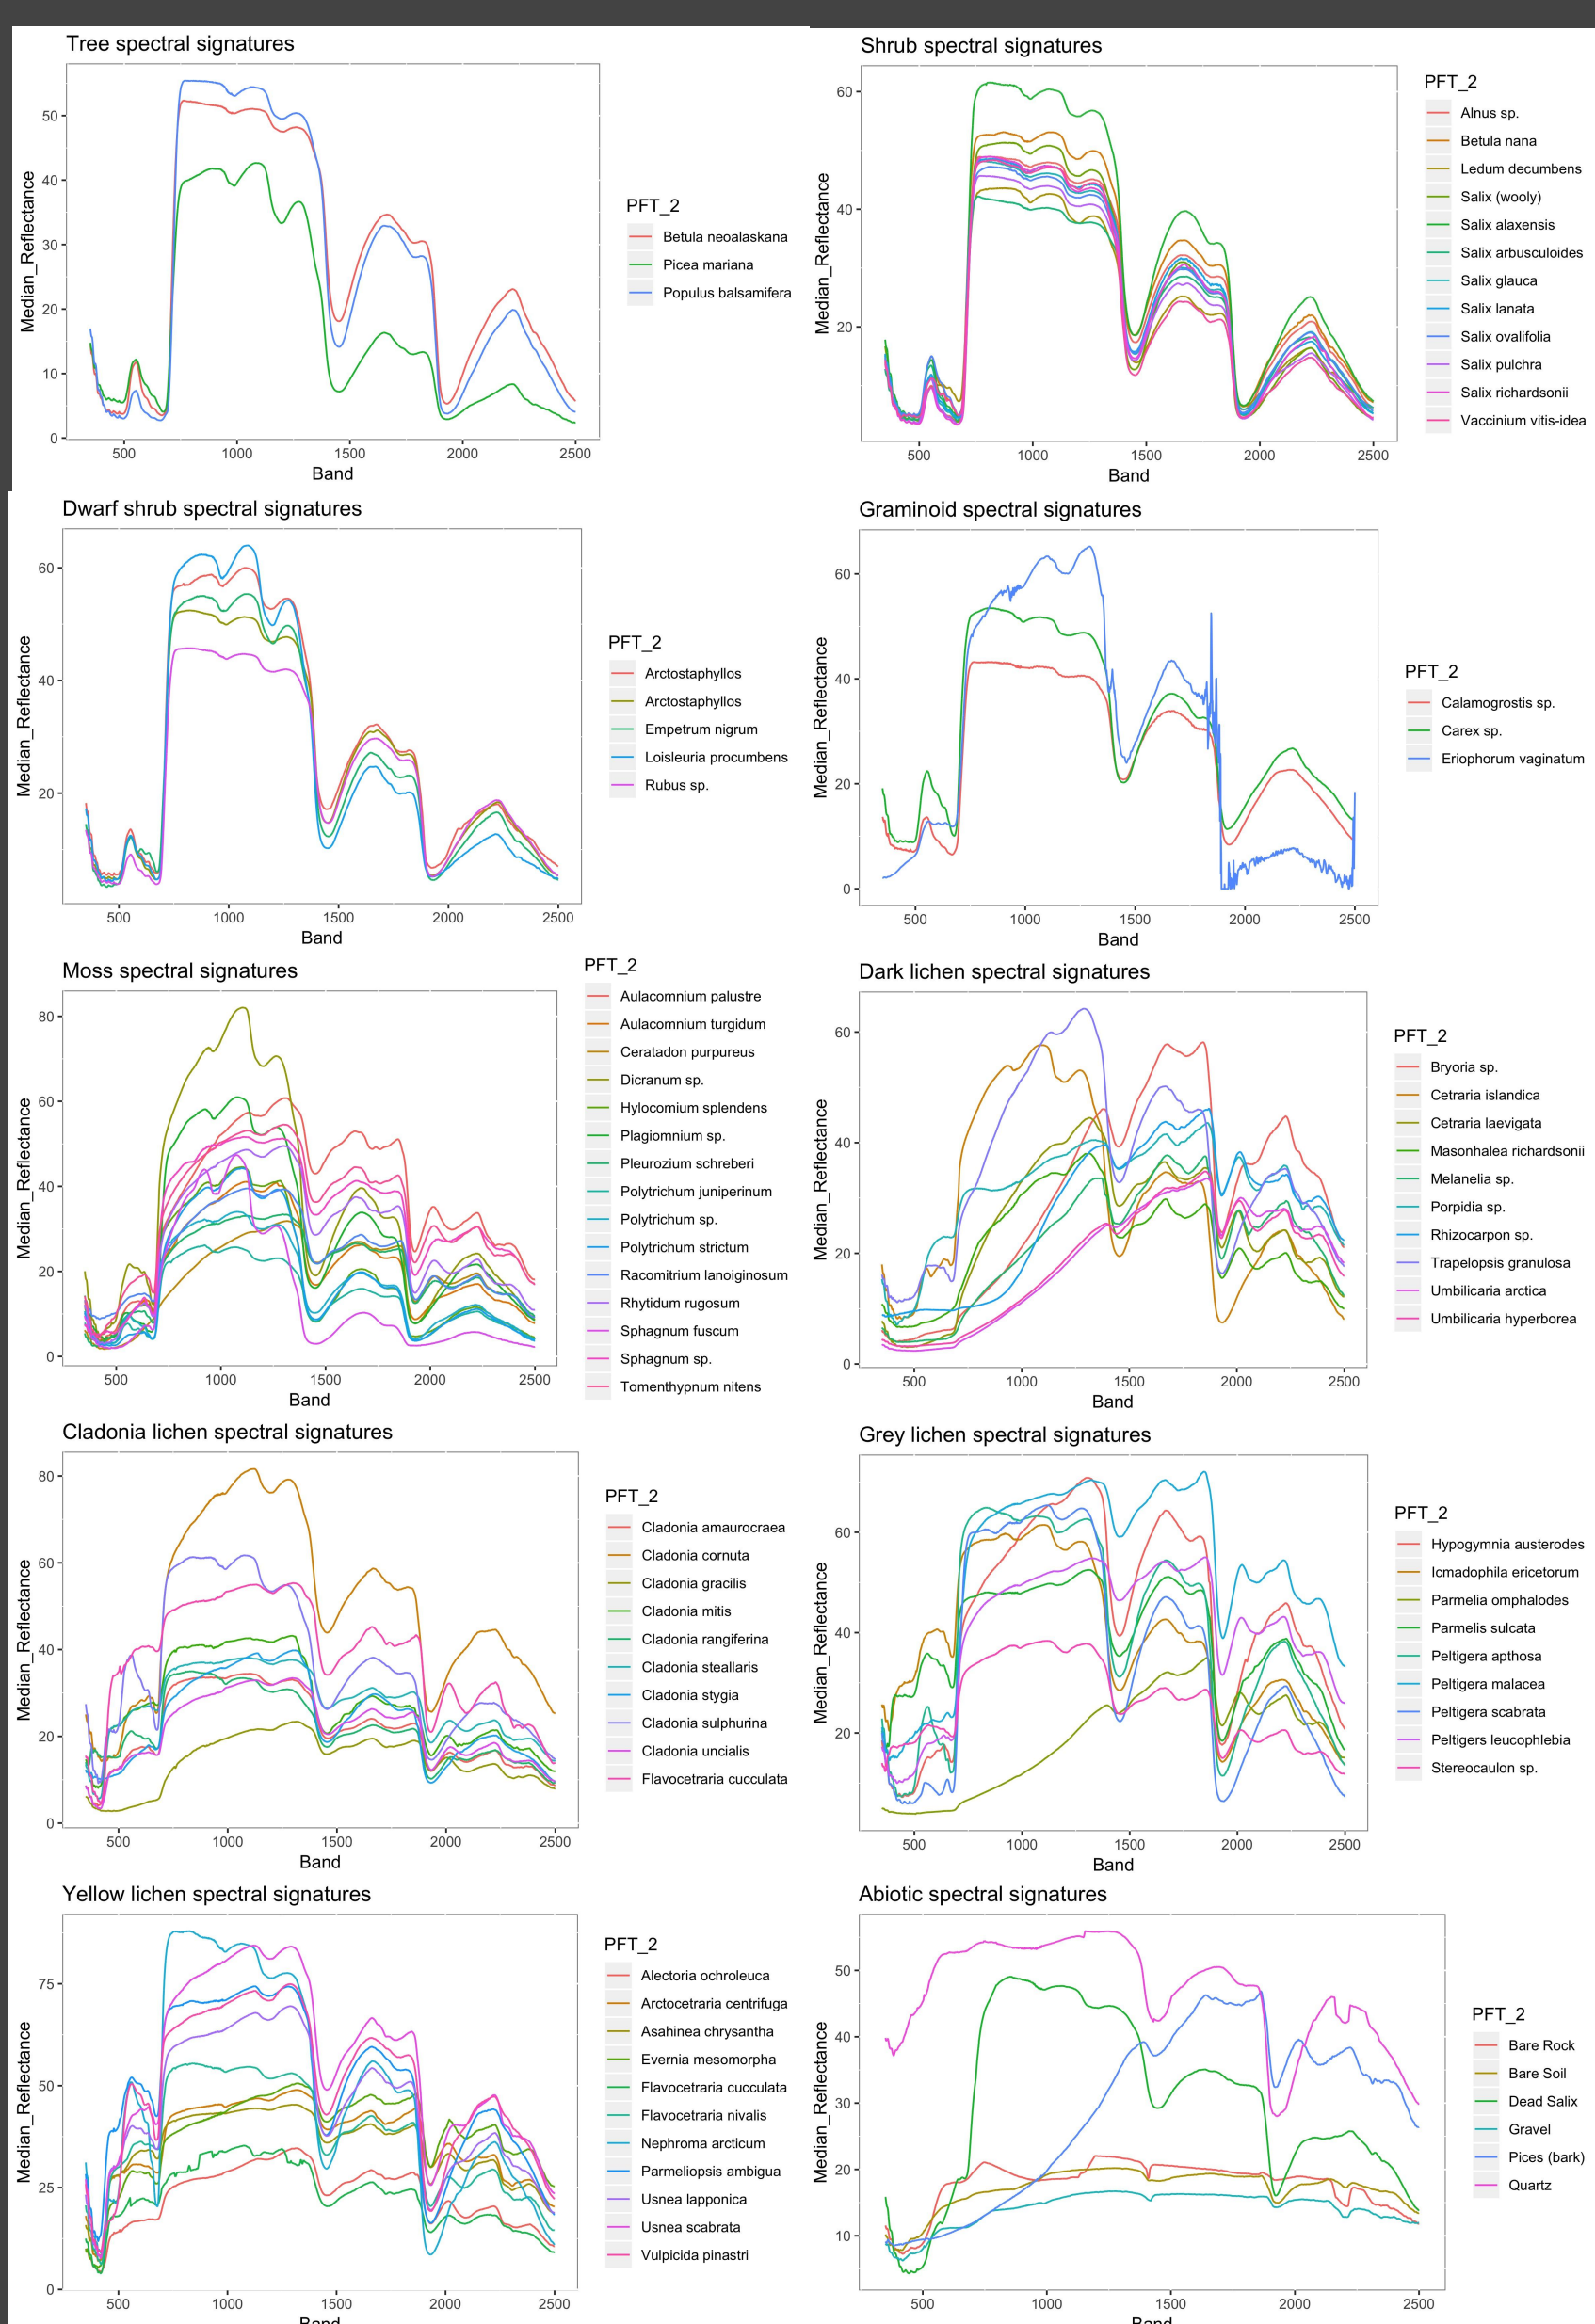 Tree spectral signatures
Median_Reflectance
50
40
30
20
10
0
500 1000 1500 2000 2500
Band
PFT_2
Betula neoalaskana
Picea mariana
Populus balsamifera
Shrub spectral signatures
Median_Reflectance
60
40
20
500 1000 1500 2000 2500
Band
PFT_2
Alnus sp.
Betula nana
Ledum decumbens
Salix (wooly)
Salix alaxensis
Salix arbusculoides
Salix glauca
Salix lanata
Salix ovalifolia
Salix pulchra
Salix richardsonii
Vaccinium vitis-idea
Dwarf shrub spectral signatures
Median_Reflectance
60
40
20
500 1000 1500 2000 2500
Band
PFT_2
Arctostaphyllos
Arctostaphyllos
Empetrum nigrum
Loisleuria procumbens
Rubus sp.
Graminoid spectral signatures
Median_Reflectance
60
40
20
0
500 1000 1500 2000 2500
Band
PFT_2
Calamogrostis sp.
Carex sp.
Eriophorum vaginatum
Moss spectral signatures
Median_Reflectance
80
60
40
20
0
500 1000 1500 2000 2500
Band
PFT_2
Aulacomnium palustre
Aulacomnium turgidum
Ceratadon purpureus
Dicranum sp.
Hylocomium splendens
Plagiomnium sp.
Pleurozium schreberi
Polytrichum juniperinum
Polytrichum sp.
Polytrichum strictum
Racomitrium lanoiginosum
Rhytidum rugosum
Sphagnum fuscum
Sphagnum sp.
Tomenthypnum nitens
Dark lichen spectral signatures
Median_Reflectance
60
40
20
0
500 1000 1500 2000 2500
Band
PFT_2
Bryoria sp.
Cetraria islandica
Cetraria laevigata
Masonhalea richardsonii
Melanelia sp.
Porpidia sp.
Rhizocarpon sp.
Trapelopsis granulosa
Umbilicaria arctica
Umbilicaria hyperborea
Cladonia lichen spectral signatures
Median_Reflectance
80
60
40
20
0
500 1000 1500 2000 2500
Band
PFT_2
Cladonia amaurocraea
Cladonia cornuta
Cladonia gracilis
Cladonia mitis
Cladonia rangiferina
Cladonia steallaris
Cladonia stygia
Cladonia sulphurina
Cladonia uncialis
Flavocetraria cucculata
Grey lichen spectral signatures
Median_Reflectance
60
40
20
500 1000 1500 2000 2500
Band
PFT_2
Hypogymnia austerodes
Icmadophila ericetorum
Parmelia omphalodes
Parmelis sulcata
Peltigera apthosa
Peltigera malacea
Peltigera scabrata
Peltigers leucophlebia
Stereocaulon sp.
Yellow lichen spectral signatures
Median_Reflectance
75
50
25
0
500 1000 1500 2000 2500
Band
PFT_2
Alectoria ochroleuca
Arctocetraria centrifuga
Asahinea chrysantha
Evernia mesomorpha
Flavocetraria cucculata
Flavocetraria nivalis
Nephroma arcticum
Parmeliopsis ambigua
Usnea lapponica
Usnea scabrata
Vulpicida pinastri
Abiotic spectral signatures
Median_Reflectance
50
40
30
20
10
500 1000 1500 2000 2500
Band
PFT_2
Bare Rock
Bare Soil
Dead Salix
Gravel
Pices (bark)
Quartz